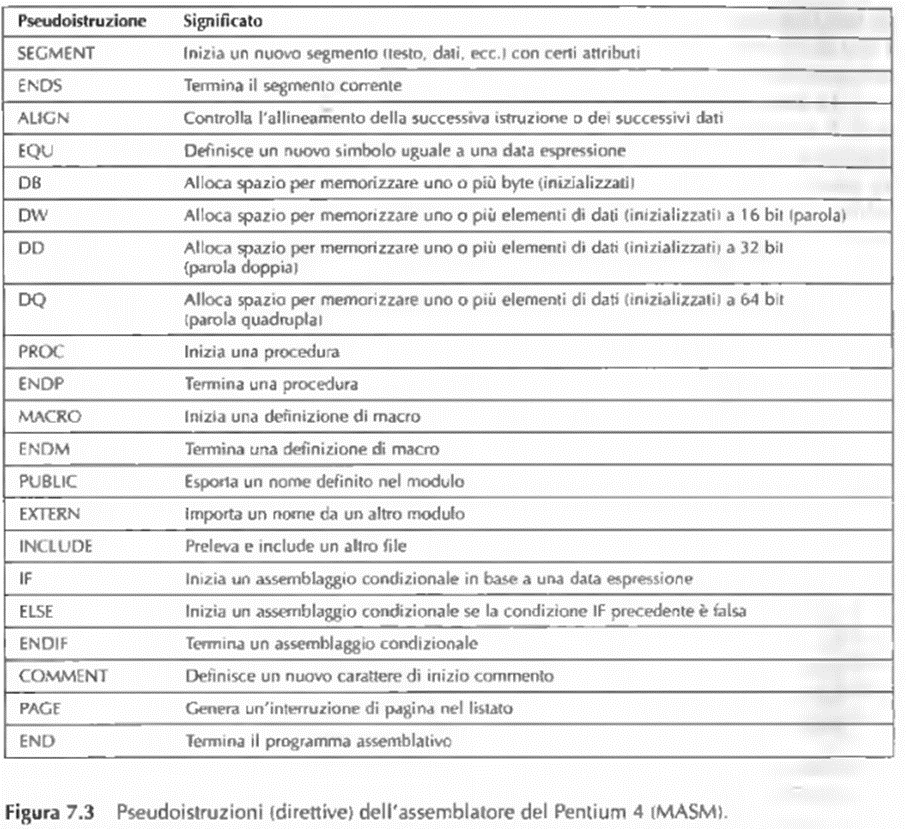 Pseudoistruzione Significato
SEGMENT Inizia un nuovo segmento (testo, dati, ecc.) con certi attributi
ENDS Termina il segmento corrente
ALIGN Controlla l'allineamento della successiva istruzione o dei successivi dati
EQU Definisce un nuovo simbolo uguale a una data espressione
DB Alloca spazio per memorizzare uno o più byte (inizializzati)
DW Alloca spazio per memorizzare uno o più elementi di dati (inizializzati) a 16 bit (parola)
DD Alloca spazio per memorizzare uno o più elementi di dati (inizializzati) a 32 bit
(parola doppia)
DQ Alloca spazio per memorizzare uno o più elementi di dati (inizializzati) a 64 bit
(parola quadrupla)
PROC Inizia una procedura
ENDP Termina una procedura
MACRO Inizia una definizione di macro
ENDM Termina una definizione di macro
PUBLIC Esporta un nome definito nel modulo
EXTERN Importa un nome da un altro modulo
INCLUDE Preleva e include un altro file
IF Inizia un assemblaggio condizionale in base a una data espressione
ELSE Inizia un assemblaggio condizionale se la condizione IF precedente è falsa
ENDIF Termina un assemblaggio condizionale
COMMENT Definisce un nuovo carattere di inizio commento
PAGE Genera un'interruzione di pagina nel listato
END Termina il programma assemblativo
Figura 7.3 Pseudoistruzioni (direttive) dell'assemblatore del Pentium 4 (MASM).